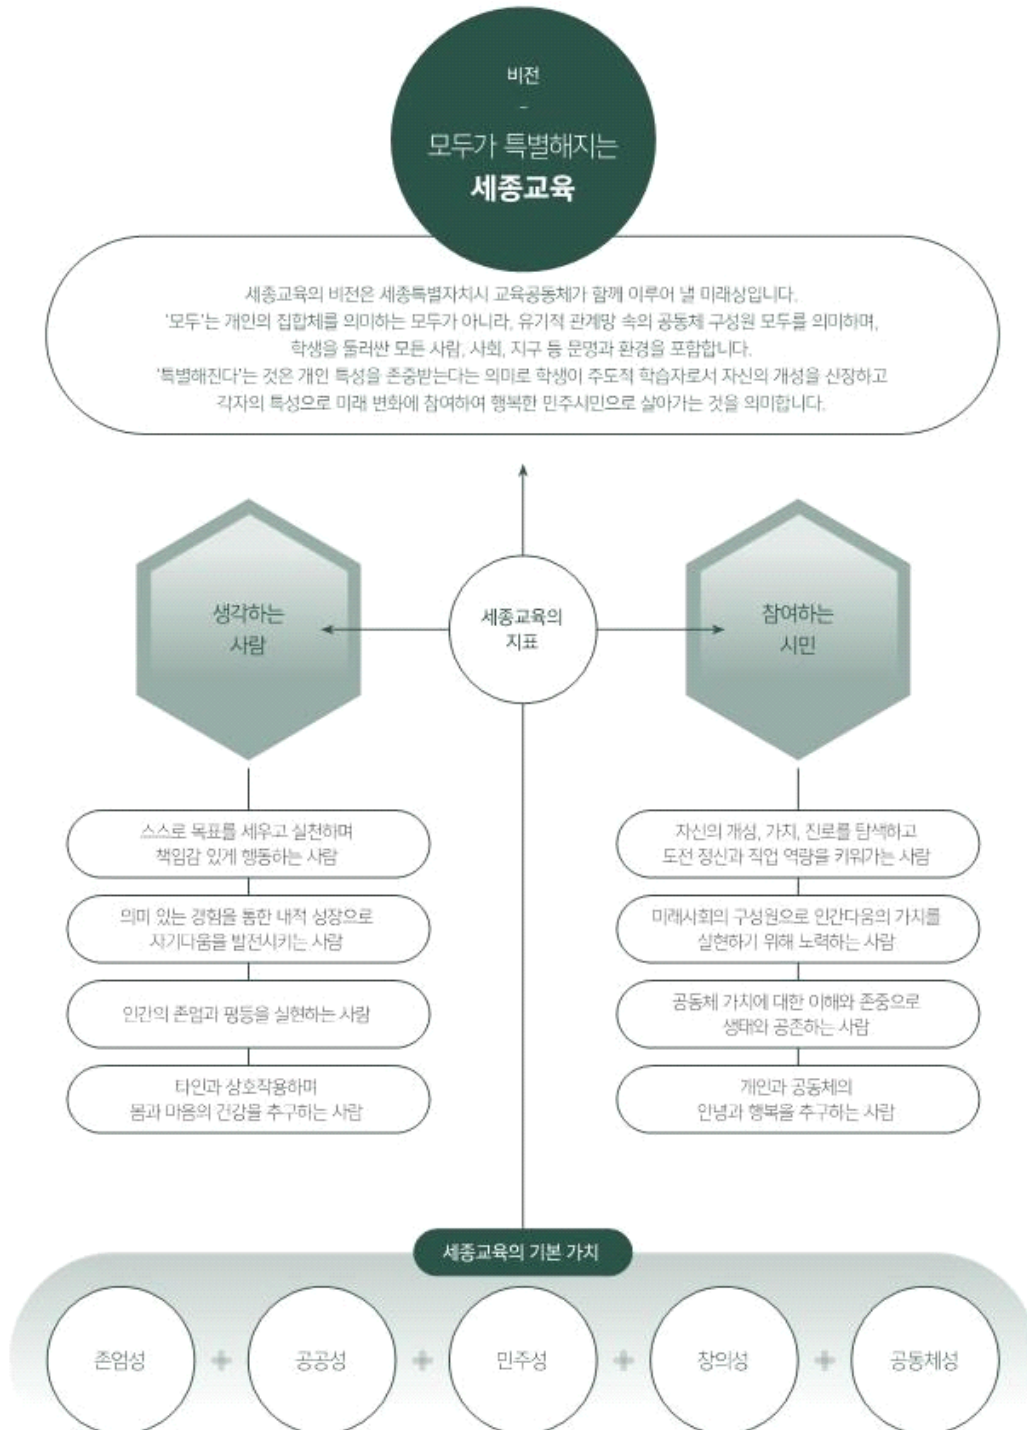 비전
-
모두가 특별해지는
세종교육
세종교육의 비전은 세종특별자치시 교육공동체가 함께 이루어 낼 미래상입니다.
'모두'는 개인의 집합체를 의미하는 모두가 아니라, 유기적 관계망 속의 공동체 구성원 모두를 의미하며,
학생을 둘러싼 모든 사람, 사회, 지구 등 문명과 환경을 포함합니다.
'특별해진다'는 것은 개인 특성을 존중받는다는 의미로 학생이 주도적 학습자로서 자신의 개성을 신장하고
각자의 특성으로 미래 변화에 참여하여 행복한 민주시민으로 살아가는 것을 의미합니다.
생각하는
사람
세종교육의
지표
참여하는
시민
스스로 목표를 세우고 실천하며
책임감 있게 행동하는 사람
의미 있는 경험을 통한 내적 성장으로
자기다움을 발전시키는 사람
인간의 존엄과 평등을 실현하는 사람
타인과 상호작용하며
몸과 마음의 건강을 추구하는 사람
자신의 개성, 가치, 진로를 탐색하고
도전 정신과 직업 역량을 키워가는 사람
미래사회의 구성원으로 인간다움의 가치를
실현하기 위해 노력하는 사람
공동체 가치에 대한 이해와 존중으로
생태와 공존하는 사람
개인과 공동체의
안녕과 행복을 추구하는 사람
세종교육의 기본 가치
존엄성 + 공공성 + 민주성 + 창의성 + 공동체성